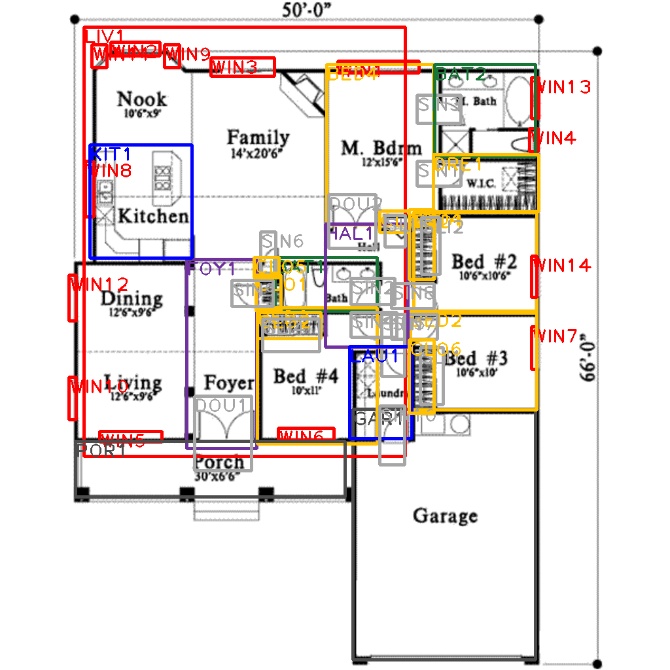 50'-0"
LIV1
WIN2
WIN9
WIN3
BED4
BAT2
WIN13
Nook
10'6"x9'
SIN3
M. Bath
Family
14'x20'6"
M. Bdrm
12'x15'6"
WIN4
KIT1
WIN8
SIN
DRE1
W.I.C.
Kitchen
DOU2
HAL1
Hall
SIN6
FOY1
Bed #2
10'6"x10'6"
WIN14
WIN12
Dining
12'6"x9'6"
Bath
66'-0"
WIN7
LAU1
Bed #3
10'6"x10'
Living
12'6"x9'6"
WIN10
Foyer
Bed #4
10'x11'
Laundry
DOU1
GAR1
WIN5
WIN6
POR1
Porch
30'x6'6"
Garage